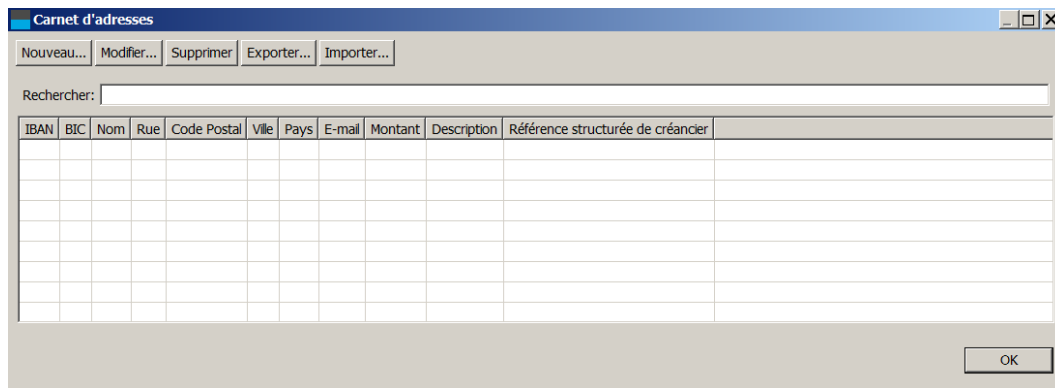 Carnet d'adresses
Nouveau... Modifier... Supprimer Exporter... Importer...
Rechercher:
IBAN BIC Nom Rue Code Postal Ville Pays E-mail Montant Description Référence structurée de créancier
OK